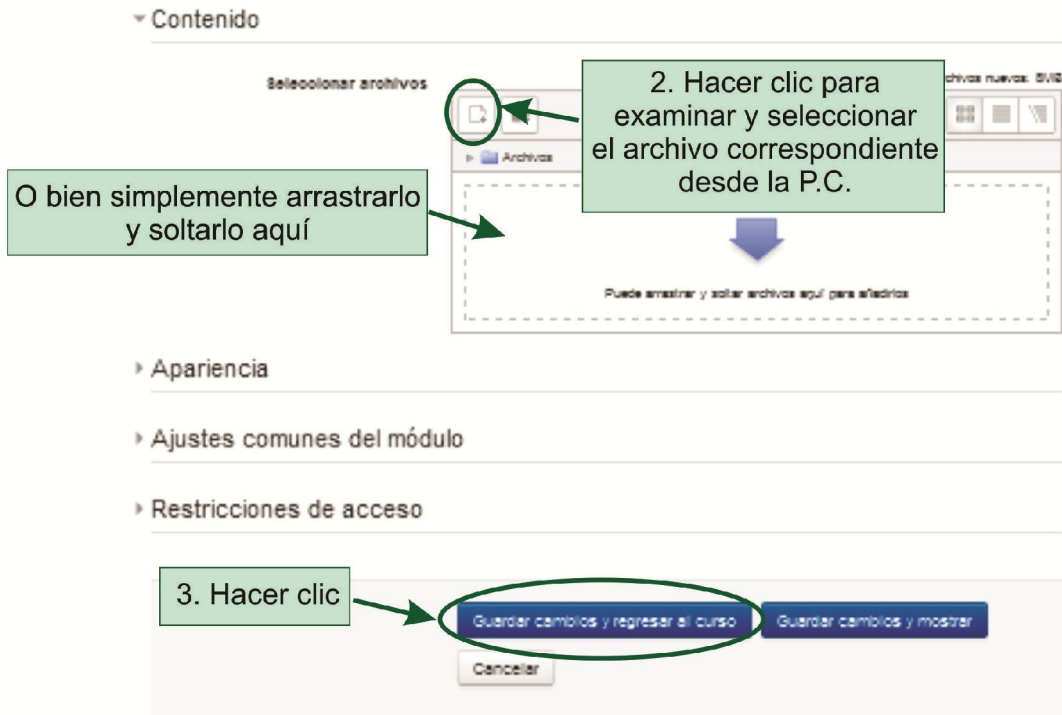 Contenido
Seleccionar archivos
archivos nuevos.
2. Hacer clic para
examinar y seleccionar
el archivo correspondiente
desde la P.C.
Archivos
O bien simplemente arrastrarlo
y soltarlo aquí
Puede arrastrar y soltar archivos aquí para añadirlos
Apariencia
Ajustes comunes del módulo
Restricciones de acceso
3. Hacer clic
Guardar cambios y regresar al curso
Guardar cambios y mostrar
Cancelar